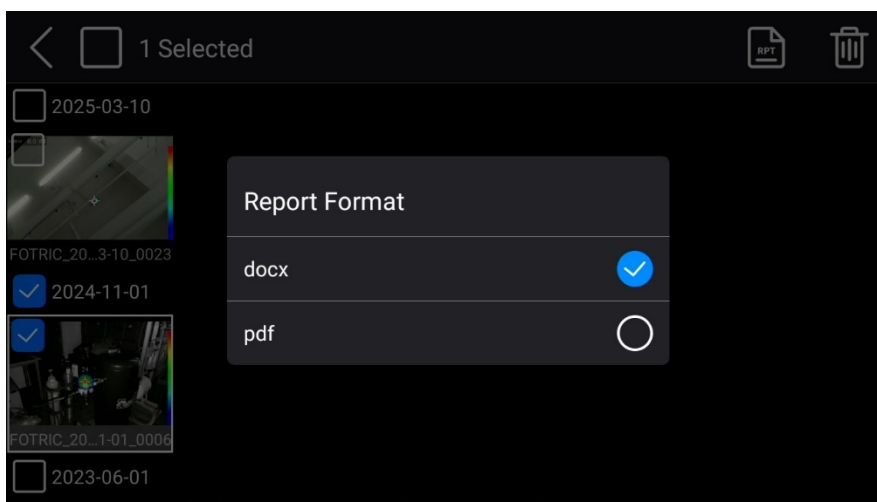 1 Selected
RPT
2025-03-10
FOTRIC_20...3-10_0023
2024-11-01
FOTRIC_20...1-01_0006
2023-06-01
Report Format
docx
pdf